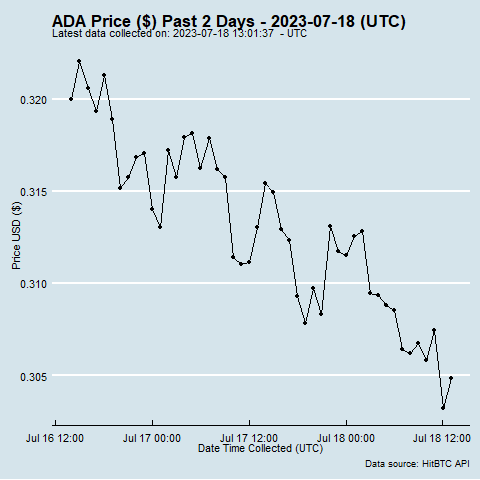 ADA Price ($) Past 2 Days - 2023-07-18 (UTC)
Latest data collected on: 2023-07-18 13:01:37 - UTC
0.320
0.315
0.310
0.305
Price USD ($)
Jul 16 12:00 Jul 17 00:00 Jul 17 12:00 Jul 18 00:00 Jul 18 12:00
Date Time Collected (UTC)
Data source: HitBTC API